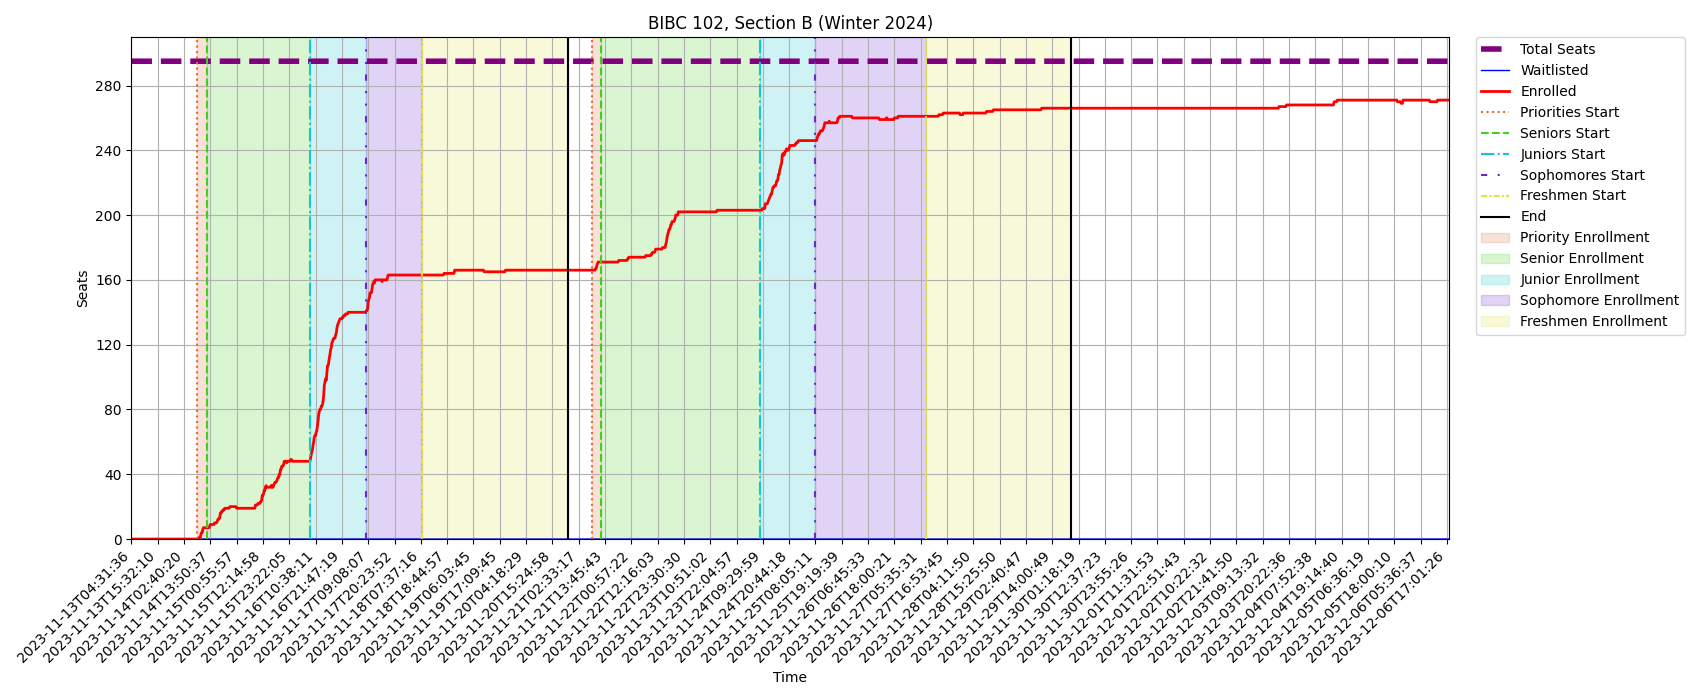 BIBC 102, Section B (Winter 2024)
Seats
280
240
200
160
120
80
40
0
2023-11-13T04:31:36
2023-11-13T15:32:10
2023-11-14T02:40:20
2023-11-14T13:50:37
2023-11-15T00:55:57
2023-11-15T12:14:58
2023-11-15T23:22:05
2023-11-16T10:38:11
2023-11-16T21:47:19
2023-11-17T09:08:07
2023-11-17T20:23:52
2023-11-18T07:37:16
2023-11-18T18:44:57
2023-11-19T06:03:45
2023-11-19T17:09:45
2023-11-20T04:18:29
2023-11-20T15:24:58
2023-11-21T02:33:17
2023-11-21T13:45:43
2023-11-22T00:57:22
2023-11-22T12:16:03
2023-11-22T23:30:30
2023-11-23T10:51:02
2023-11-23T22:04:57
2023-11-24T09:29:59
2023-11-24T20:44:18
2023-11-25T08:05:11
2023-11-25T19:19:39
2023-11-26T06:45:33
2023-11-26T18:00:21
2023-11-27T05:35:31
2023-11-27T16:53:45
2023-11-28T04:11:50
2023-11-28T15:25:50
2023-11-29T02:40:47
2023-11-29T14:00:49
2023-11-30T01:18:19
2023-11-30T12:37:23
2023-11-30T23:55:26
2023-12-01T11:31:53
2023-12-01T22:51:43
2023-12-02T10:22:32
2023-12-02T21:41:50
2023-12-03T09:13:32
2023-12-03T20:22:36
2023-12-04T07:52:38
2023-12-04T19:14:40
2023-12-05T06:36:19
2023-12-05T18:00:10
2023-12-06T05:36:37
2023-12-06T17:01:26
Time
Total Seats
Waitlisted
Enrolled
Priorities Start
Seniors Start
Juniors Start
Sophomores Start
Freshmen Start
End
Priority Enrollment
Senior Enrollment
Junior Enrollment
Sophomore Enrollment
Freshmen Enrollment